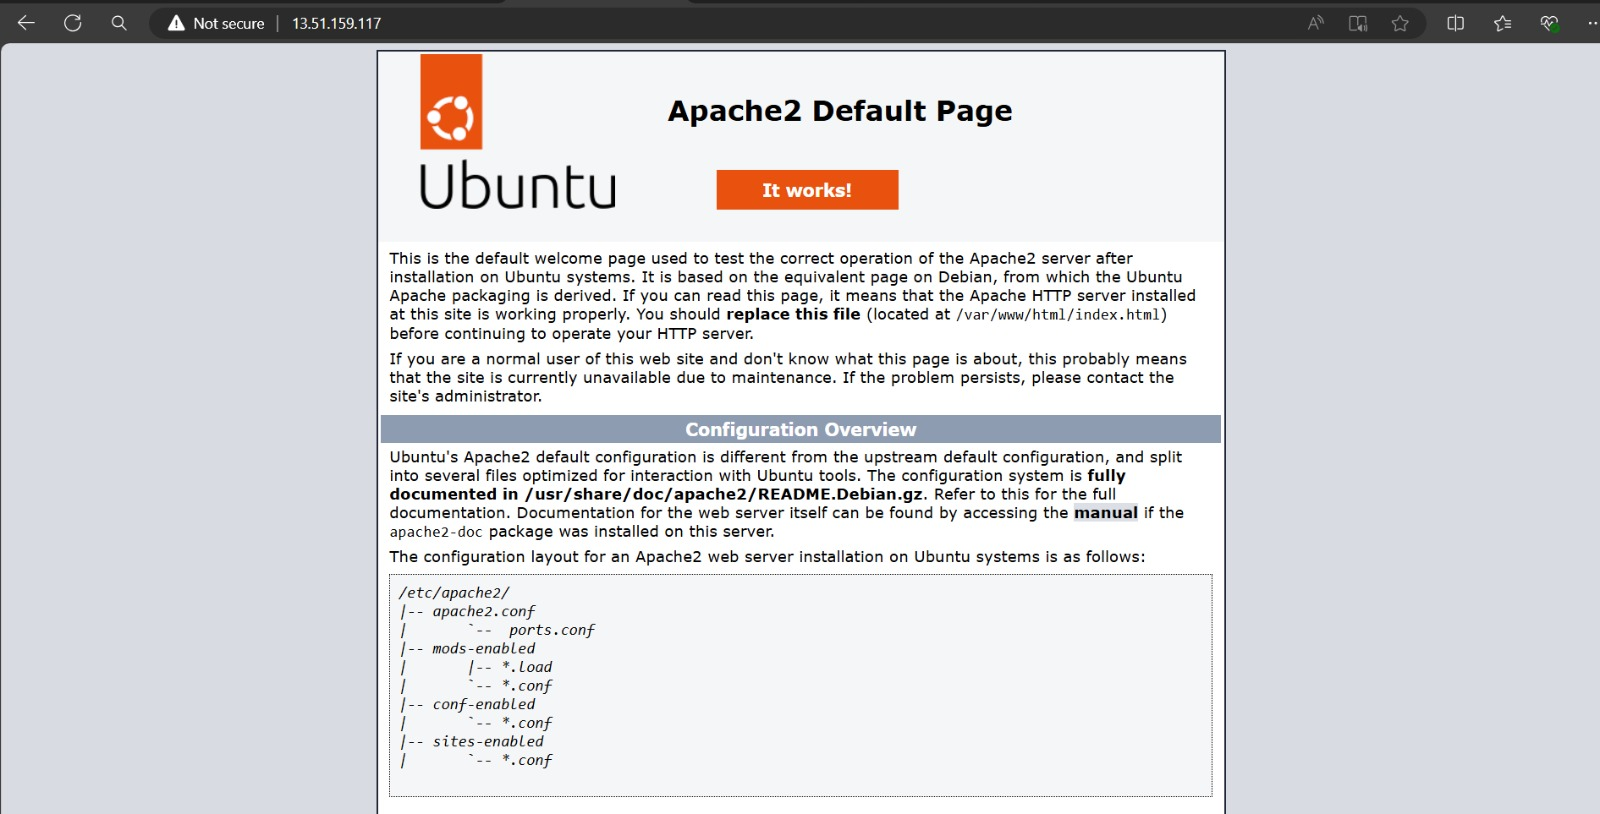 Not secure | 13.51.159.117
Apache2 Default Page
Ubuntu
It works!
This is the default welcome page used to test the correct operation of the Apache2 server after
installation on Ubuntu systems. It is based on the equivalent page on Debian, from which the Ubuntu
Apache packaging is derived. If you can read this page, it means that the Apache HTTP server installed
at this site is working properly. You should replace this file (located at /var/www/html/index.html)
before continuing to operate your HTTP server.
If you are a normal user of this web site and don't know what this page is about, this probably means
that the site is currently unavailable due to maintenance. If the problem persists, please contact the
site's administrator.
Configuration Overview
Ubuntu's Apache2 default configuration is different from the upstream default configuration, and split
into several files optimized for interaction with Ubuntu tools. The configuration system is fully
documented in /usr/share/doc/apache2/README.Debian.gz. Refer to this for the full
documentation. Documentation for the web server itself can be found by accessing the manual if the
apache2-doc package was installed on this server.
The configuration layout for an Apache2 web server installation on Ubuntu systems is as follows:
/etc/apache2/
|-- apache2.conf
|       `--  ports.conf
|-- mods-enabled
|       |-- *.load
|       `-- *.conf
|-- conf-enabled
|       `-- *.conf
|-- sites-enabled
|       `-- *.conf